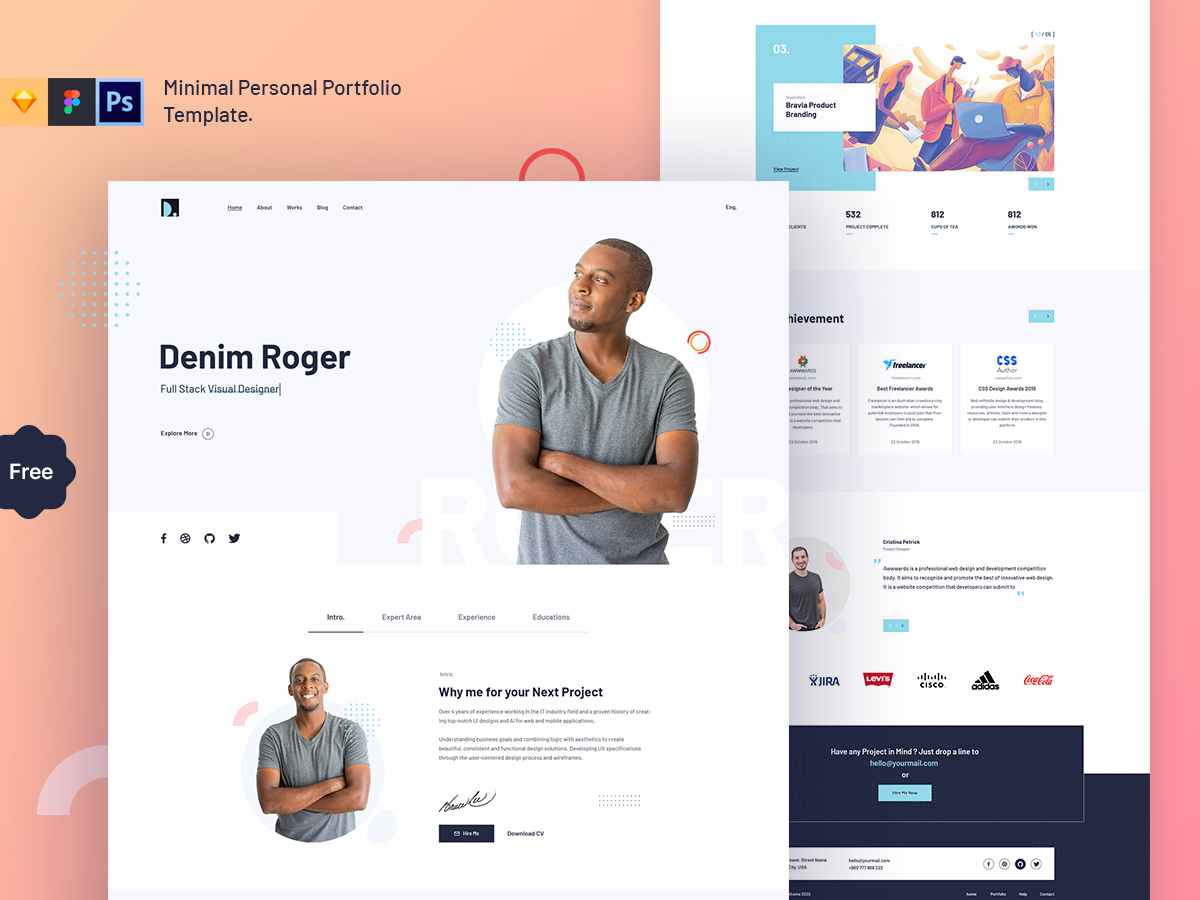 Ps
Minimal Personal Portfolio
Template.
Free
D.
Home
About
Works
Blog
Contact
Eng.
Denim Roger
Full Stack Visual Designer
Explore More
Intro.
Expert Area
Experience
Educations
Intro.
Why me for your Next Project
Over 4 years of experience working in the IT industry field and a proven history of creat-
ing top-notch UI designs and AI for web and mobile applications.
Understanding business goals and combining logic with aesthetics to create
beautiful, consistent and functional design solutions. Developing UX specifications
through the user-centered design process and wireframes.
Hire Me
Download CV
03.
[ 03 / 05 ]
Illustration
Bravia Product
Branding
View Project
CLIENTS
532
PROJECT COMPLETE
812
CUPS OF TEA
812
AWORDS WON
hievement
AWWWARDS
awwwards.com
esigner of the Year
professional web design and
ompetition body. That aims to
promote the best innovative
is a website competition that
developers.
22 October 2019
freelancer
freelancer.com
Best Freelancer Awards
Freelancer is an Australian crowdsourcing
marketplace website, which allows for
potential employers to post jobs that free-
lancers can then bid to complete.
Founded in 2009.
22 October 2019
CSS
Author
cssauthor.com
CSS Design Awards 2019
Web or Mobile design & development blog,
providing user interface design freebies,
resources, articles, tools and more a designer
or developer can submit them product in this
platform
22 October 2019
Cristina Petrick
Product Designer
Awwwards is a professional web design and development competition
body. It aims to recognize and promote the best of innovative web design.
It is a website competition that developers can submit to
JIRA
LEVI'S
CISCO
adidas
Coca-Cola
Have any Project in Mind ? Just drop a line to
hello@yourmail.com
or
Hire Me Now
ower, Street Name
City, USA
hello@yourmail.com
+880 777 888 222
theme 2020
home
Portfolio
Help
Contact